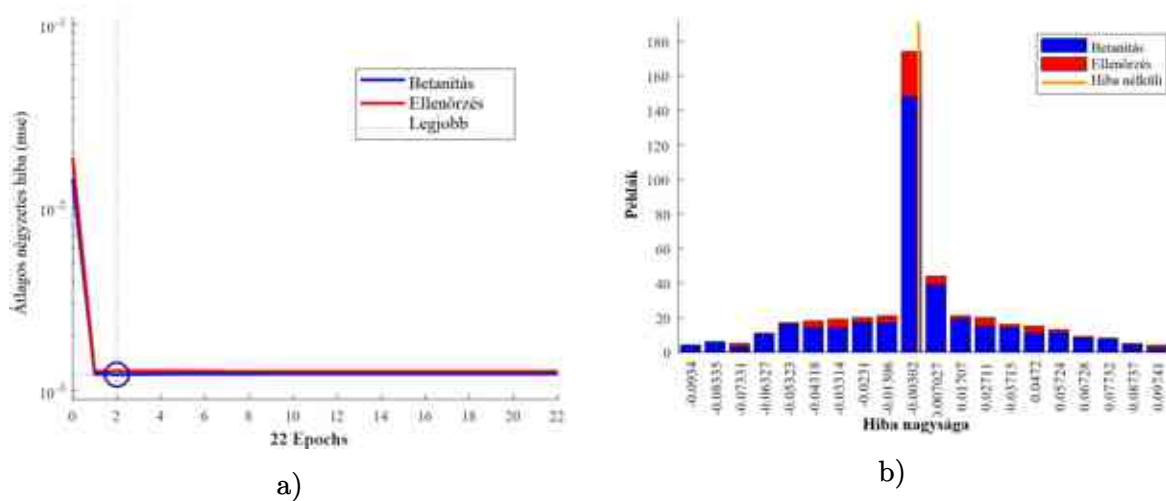 Betanítás
Ellenőrzés
Legjobb
Átlagos négyzetes hiba (mse)
0 2 4 6 8 10 12 14 16 18 20 22
22 Epochs
a)
Betanítás
Ellenőrzés
Hiba nélküli
Példák
180
160
140
120
100
80
60
40
20
0
-0.0934
-0.08335
-0.07331
-0.06327
-0.05323
-0.04318
-0.03314
-0.0231
-0.01306
-0.00302
0.007027
0.01707
0.02711
0.03715
0.0472
0.05724
0.06728
0.07732
0.08737
0.09741
Hiba nagysága
b)